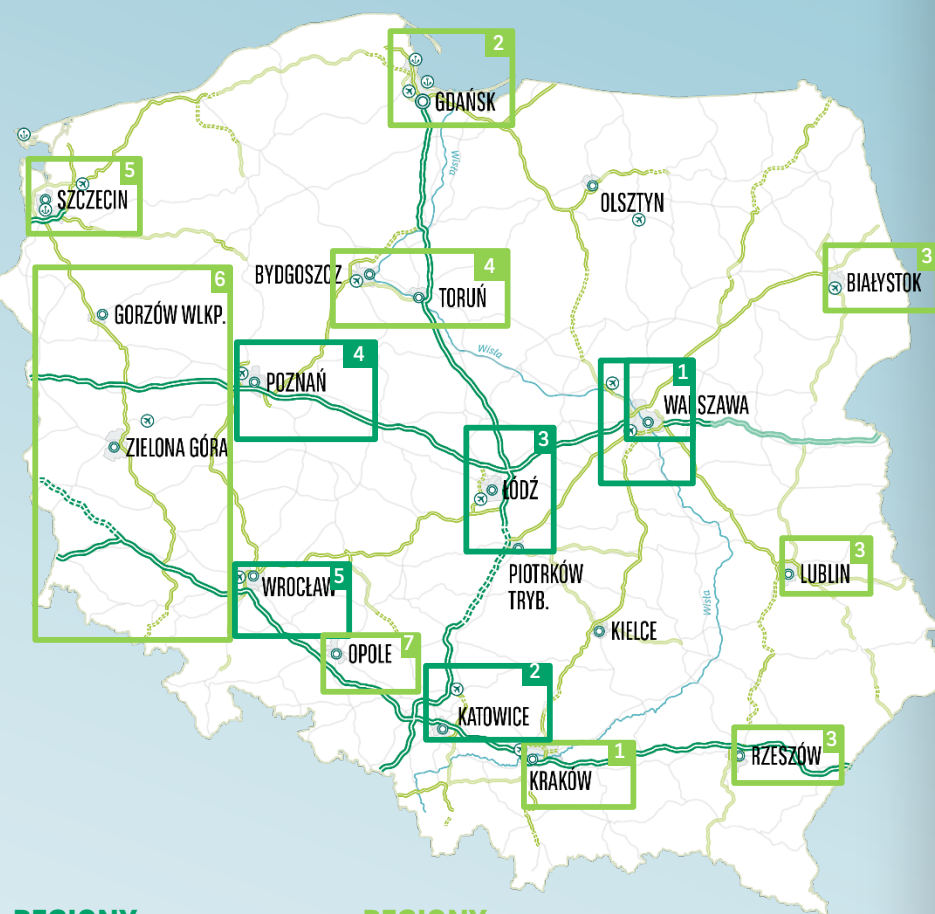 2
GDAŃSK
Wisła
5
SZCZECIN
OLSZTYN
3
BIAŁYSTOK
BYDGOSZCZ
4
TORUŃ
6
GORZÓW WLKP.
Wisła
4
POZNAŃ
1
WARSZAWA
ZIELONA GÓRA
3
ŁÓDŹ
PIOTRKÓW
TRYB.
3
LUBLIN
5
WROCŁAW
Wisła
KIELCE
7
OPOLE
2
KATOWICE
1
KRAKÓW
3
RZESZÓW
REGIONY
REGIONY